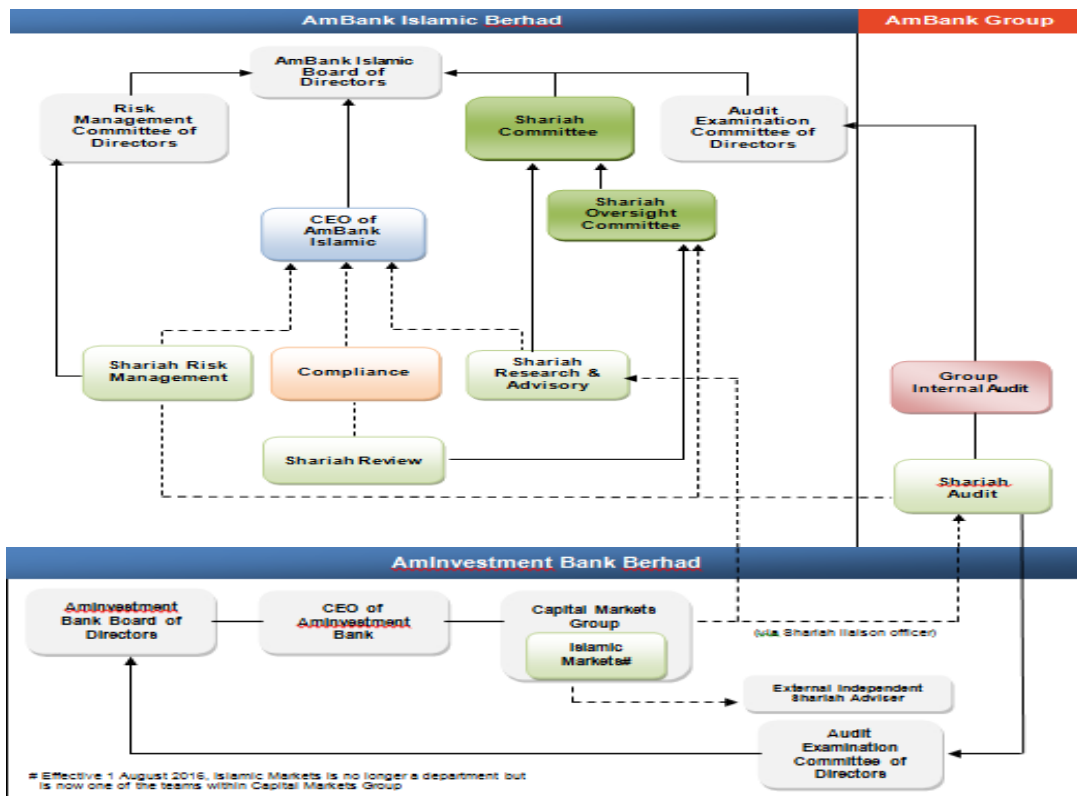 AmBank Islamic Berhad
AmBank Group
AmBank Islamic
Board of
Directors
Risk
Management
Committee of
Directors
Shariah
Committee
Audit
Examination
Committee of
Directors
Shariah
Oversight
Committee
CEO of
AmBank
Islamic
Shariah Risk
Management
Compliance
Shariah
Research &
Advisory
Group
Internal Audit
Shariah Review
Shariah
Audit
AmInvestment Bank Berhad
AmInvestment
Bank Board of
Directors
CEO of
AmInvestment
Bank
Capital Markets
Group
Islamic
Markets#
(via Shariah liaison officer)
External Independent
Shariah Adviser
Audit
Examination
Committee of
Directors
# Effective 1 August 2016, Islamic Markets is no longer a department but
is now one of the teams within Capital Markets Group